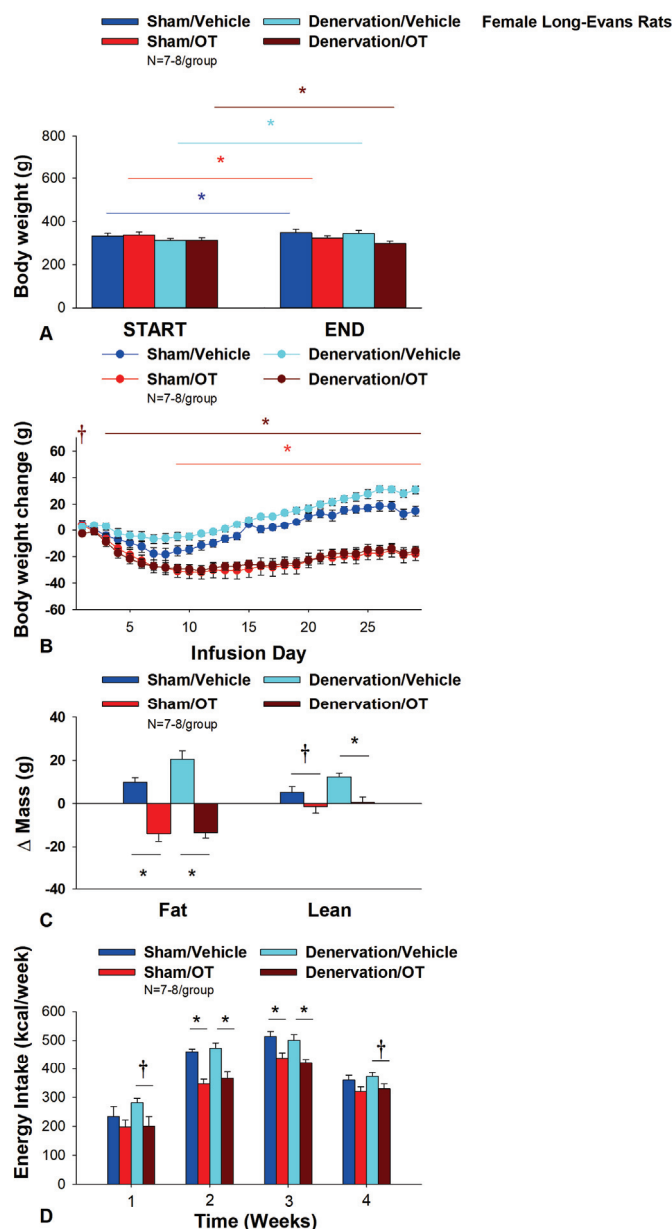 Sham/Vehicle Denervation/Vehicle Female Long-Evans Rats
Sham/OT Denervation/OT
N=7-8/group
*
*
*
*
Body weight (g)
800
600
400
200
0
START END
A
Sham/Vehicle Denervation/Vehicle
Sham/OT Denervation/OT
N=7-8/group
† *
*
Body weight change (g)
60
40
20
0
-20
-40
-60
5 10 15 20 25
Infusion Day
B
Sham/Vehicle Denervation/Vehicle
Sham/OT Denervation/OT
N=7-8/group
Δ Mass (g)
40
20
0
-20
-40
† *
* *
Fat Lean
C
Sham/Vehicle Denervation/Vehicle
Sham/OT Denervation/OT
N=7-8/group
Energy Intake (kcal/week)
500
400
300
200
100
0
† * * * * †
1 2 3 4
Time (Weeks)
D